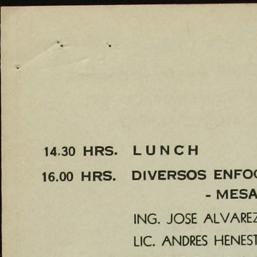 14.30 HRS. LUNCH
16.00 HRS. DIVERSOS ENFOC
- MESA
ING. JOSE ALVAREZ
LIC. ANDRES HENEST